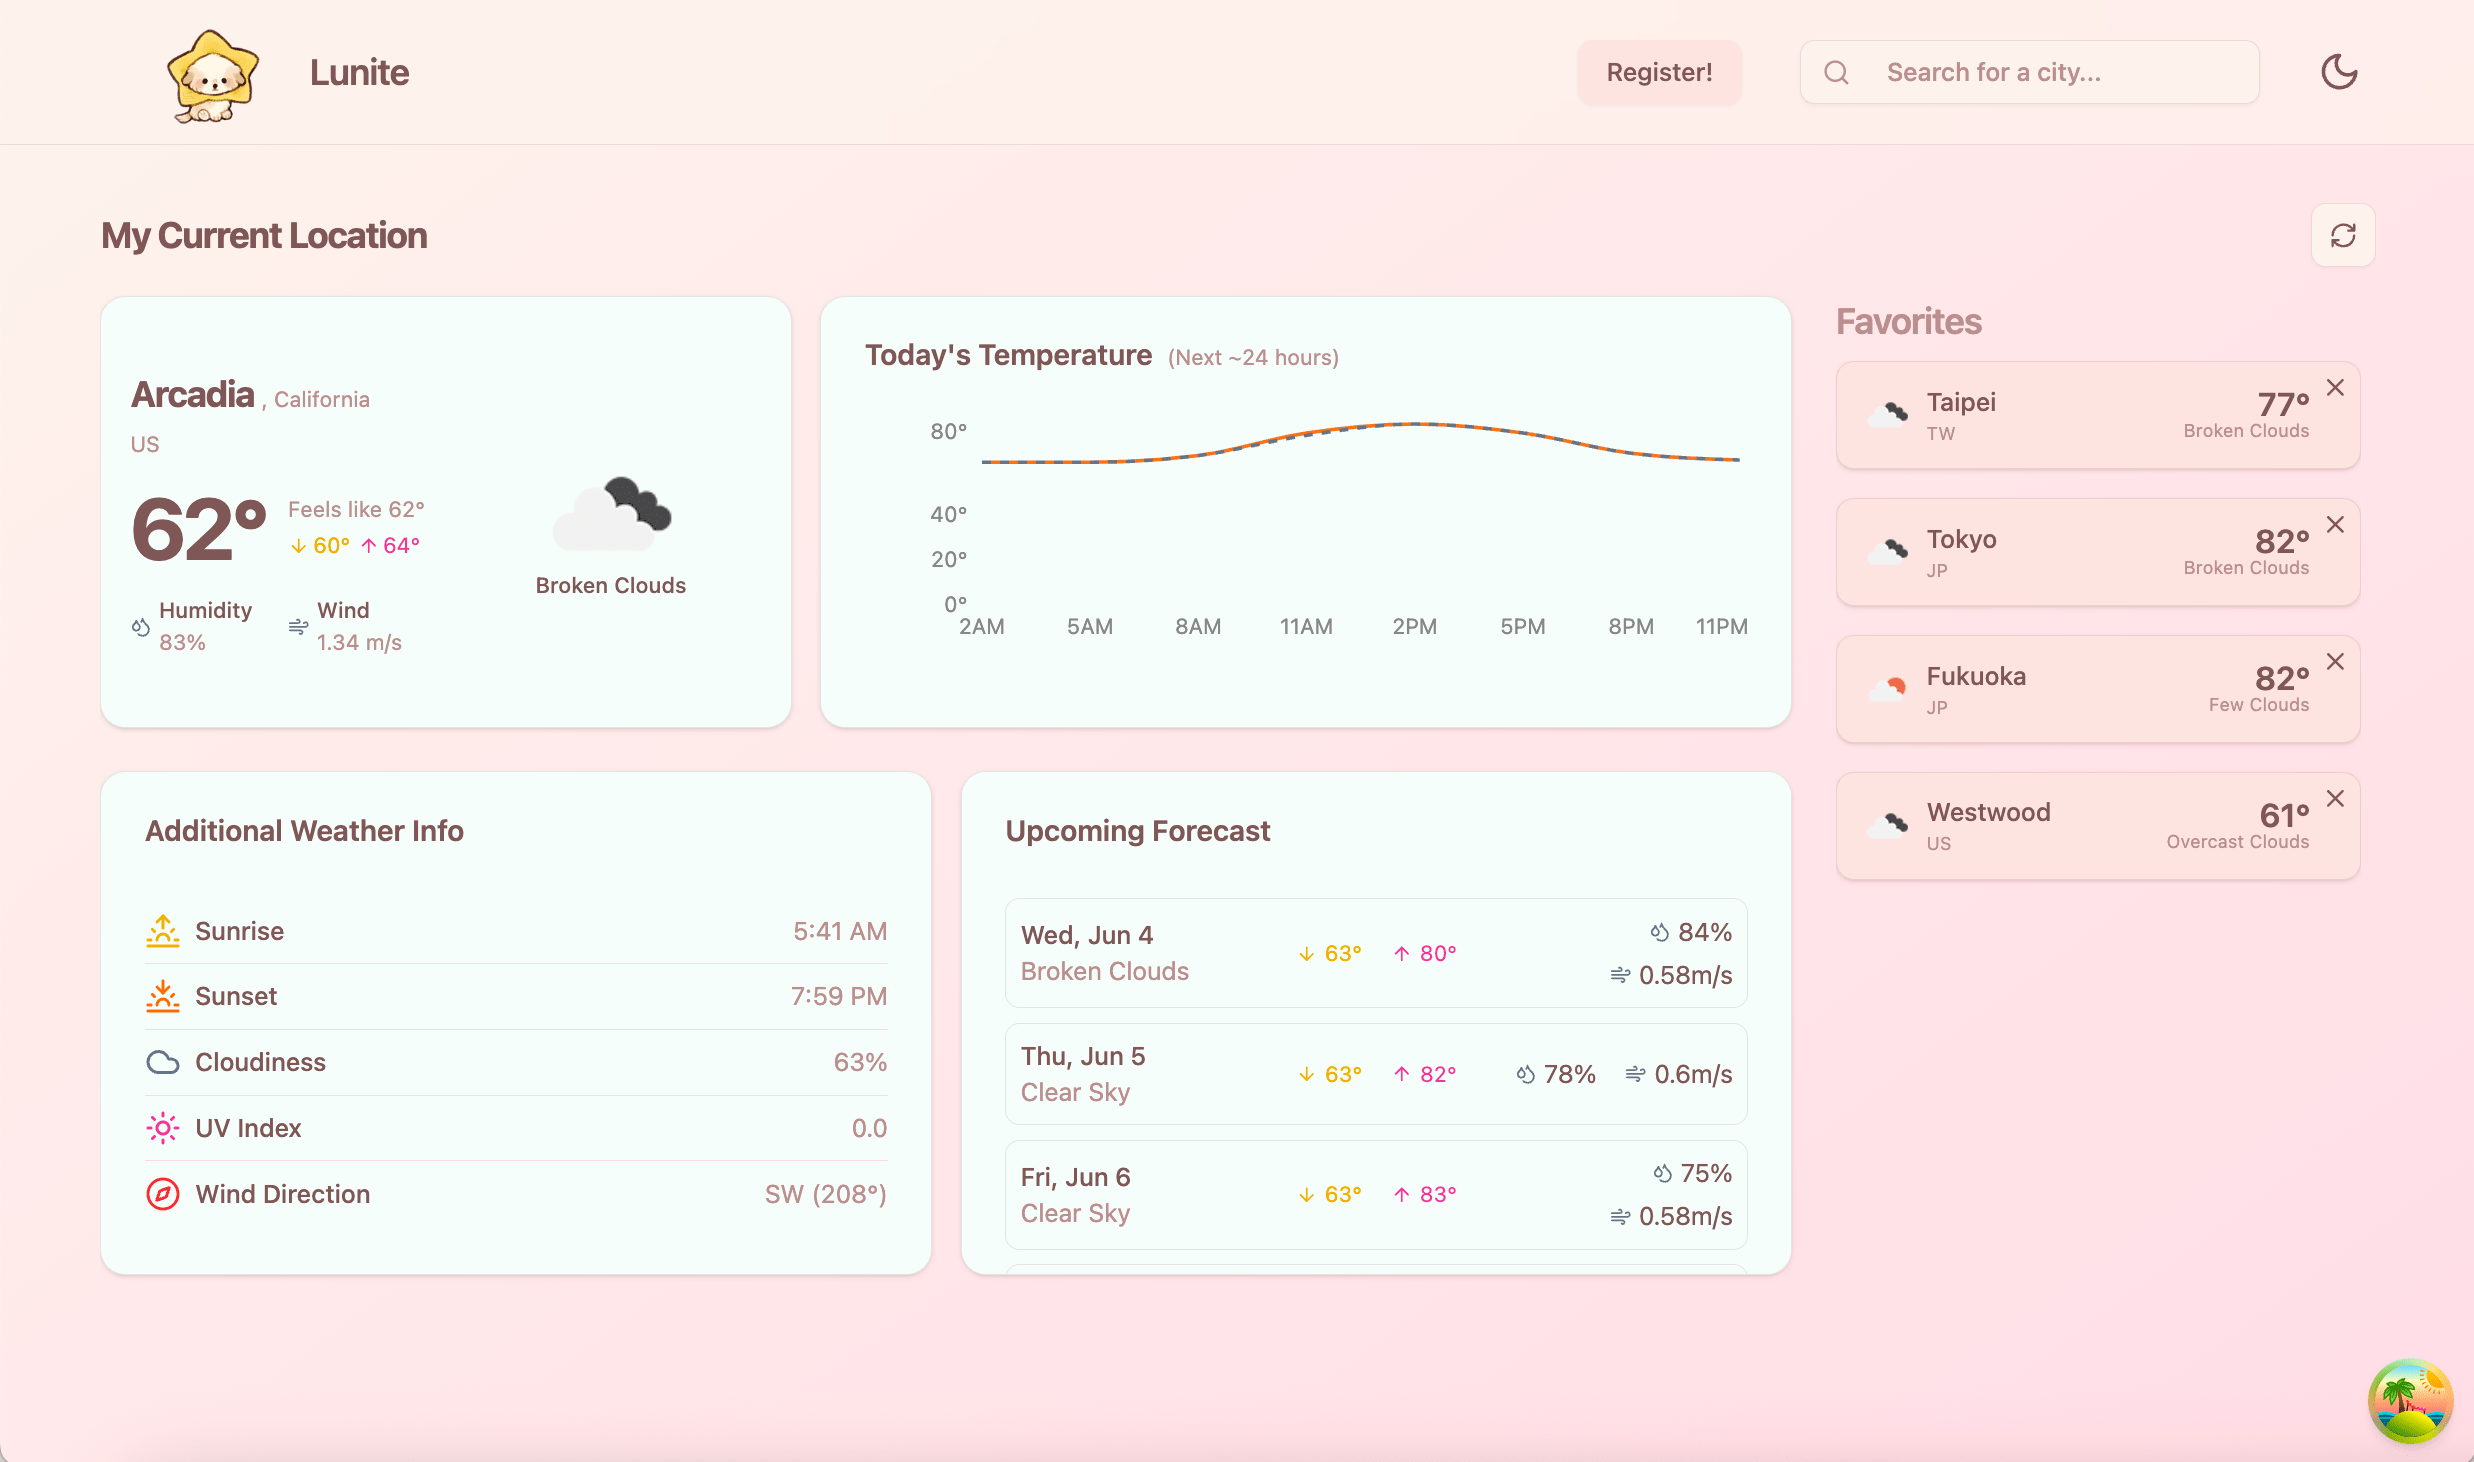 Lunite
Register!
Search for a city...
My Current Location
Arcadia , California
US
62°
Feels like 62°
60° 64°
Humidity
83%
Wind
1.34 m/s
Broken Clouds
Today's Temperature (Next ~24 hours)
80°
40°
20°
0°
2AM 5AM 8AM 11AM 2PM 5PM 8PM 11PM
Favorites
Taipei
TW
77°
Broken Clouds
Tokyo
JP
82°
Broken Clouds
Fukuoka
JP
82°
Few Clouds
Westwood
US
61°
Overcast Clouds
Additional Weather Info
Sunrise 5:41 AM
Sunset 7:59 PM
Cloudiness 63%
UV Index 0.0
Wind Direction SW (208°)
Upcoming Forecast
Wed, Jun 4
Broken Clouds
63° 80°
84%
0.58m/s
Thu, Jun 5
Clear Sky
63° 82°
78% 0.6m/s
Fri, Jun 6
Clear Sky
63° 83°
75%
0.58m/s